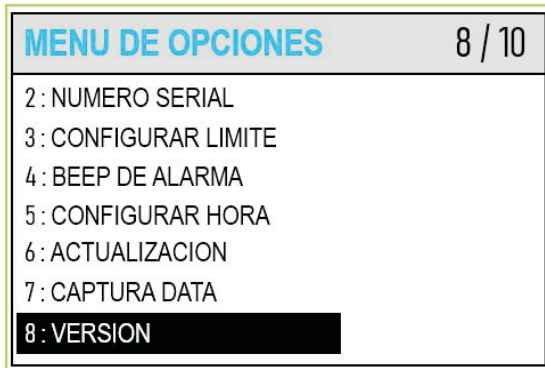 MENU DE OPCIONES 8 / 10
2 : NUMERO SERIAL
3 : CONFIGURAR LIMITE
4 : BEEP DE ALARMA
5 : CONFIGURAR HORA
6 : ACTUALIZACION
7 : CAPTURA DATA
8 : VERSION